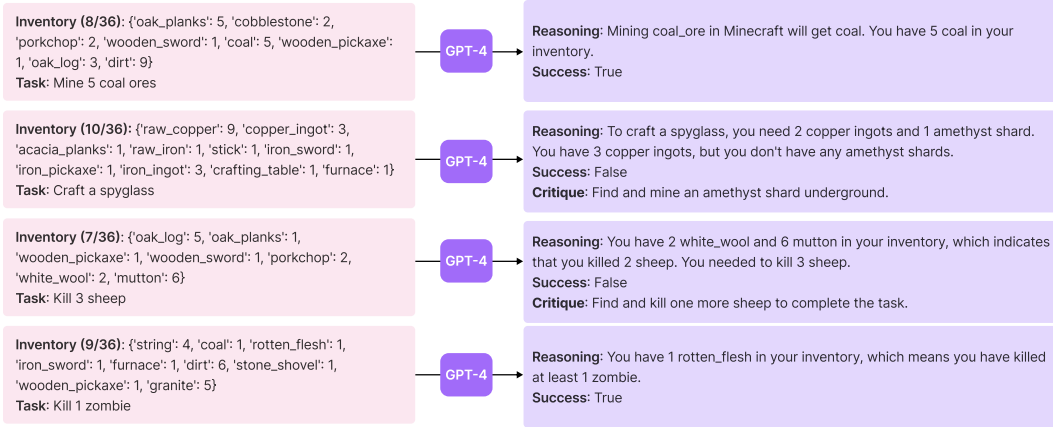 Inventory (8/36): {'oak_planks': 5, 'cobblestone': 2,
'porkchop': 2, 'wooden_sword': 1, 'coal': 5, 'wooden_pickaxe':
1, 'oak_log': 3, 'dirt': 9}
Task: Mine 5 coal ores
GPT-4
Reasoning: Mining coal_ore in Minecraft will get coal. You have 5 coal in your
inventory.
Success: True
Inventory (10/36): {'raw_copper': 9, 'copper_ingot': 3,
'acacia_planks': 1, 'raw_iron': 1, 'stick': 1, 'iron_sword': 1,
'iron_pickaxe': 1, 'iron_ingot': 3, 'crafting_table': 1, 'furnace': 1}
Task: Craft a spyglass
GPT-4
Reasoning: To craft a spyglass, you need 2 copper ingots and 1 amethyst shard.
You have 3 copper ingots, but you don't have any amethyst shards.
Success: False
Critique: Find and mine an amethyst shard underground.
Inventory (7/36): {'oak_log': 5, 'oak_planks': 1,
'wooden_pickaxe': 1, 'wooden_sword': 1, 'porkchop': 2,
'white_wool': 2, 'mutton': 6}
Task: Kill 3 sheep
GPT-4
Reasoning: You have 2 white_wool and 6 mutton in your inventory, which indicates
that you killed 2 sheep. You needed to kill 3 sheep.
Success: False
Critique: Find and kill one more sheep to complete the task.
Inventory (9/36): {'string': 4, 'coal': 1, 'rotten_flesh': 1,
'iron_sword': 1, 'furnace': 1, 'dirt': 6, 'stone_shovel': 1,
'wooden_pickaxe': 1, 'granite': 5}
Task: Kill 1 zombie
GPT-4
Reasoning: You have 1 rotten_flesh in your inventory, which means you have killed
at least 1 zombie.
Success: True